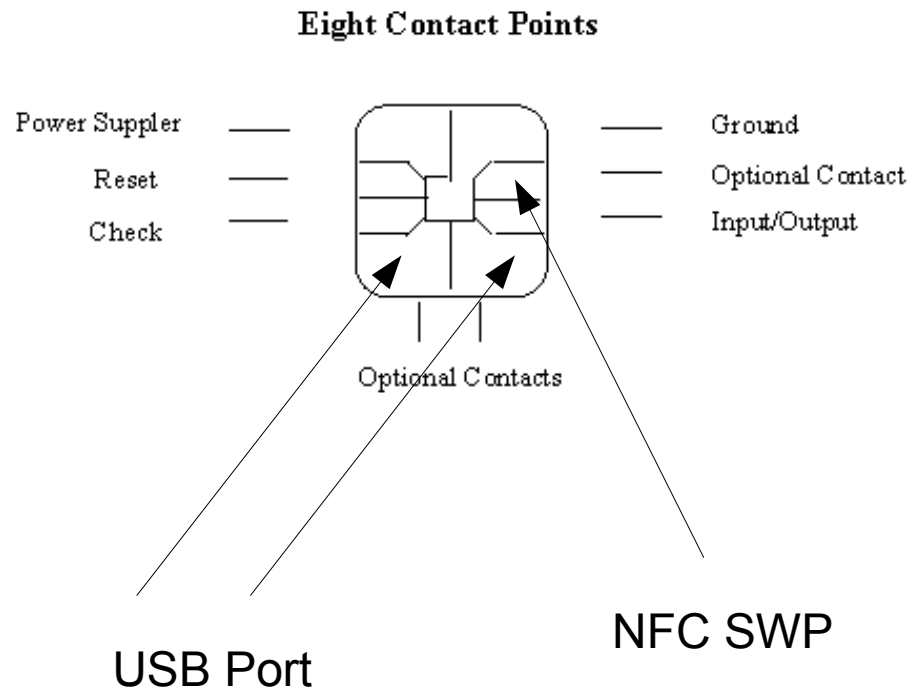 Eight Contact Points
Power Suppler
Ground
Reset
Optional Contact
Check
Input/Output
Optional Contacts
NFC SWP
USB Port